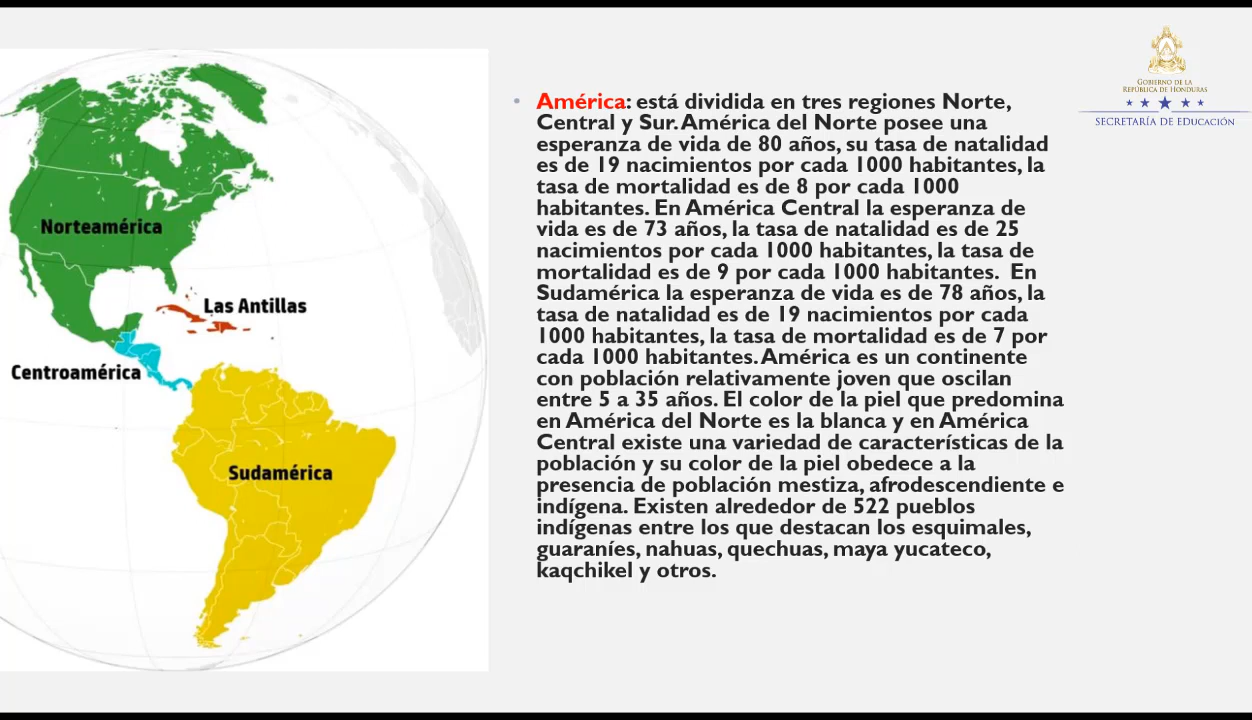 Norteamérica
Las Antillas
Centroamérica
Sudamérica
• América: está dividida en tres regiones Norte,
Central y Sur. América del Norte posee una
esperanza de vida de 80 años, su tasa de natalidad
es de 19 nacimientos por cada 1000 habitantes, la
tasa de mortalidad es de 8 por cada 1000
habitantes. En América Central la esperanza de
vida es de 73 años, la tasa de natalidad es de 25
nacimientos por cada 1000 habitantes, la tasa de
mortalidad es de 9 por cada 1000 habitantes. En
Sudamérica la esperanza de vida es de 78 años, la
tasa de natalidad es de 19 nacimientos por cada
1000 habitantes, la tasa de mortalidad es de 7 por
cada 1000 habitantes. América es un continente
con población relativamente joven que oscilan
entre 5 a 35 años. El color de la piel que predomina
en América del Norte es la blanca y en América
Central existe una variedad de características de la
población y su color de la piel obedece a la
presencia de población mestiza, afrodescendiente e
indígena. Existen alrededor de 522 pueblos
indígenas entre los que destacan los esquimales,
guaraníes, nahuas, quechuas, maya yucateco,
kaqchikel y otros.
GOBIERNO DE LA
REPÚBLICA DE HONDURAS
SECRETARÍA DE EDUCACIÓN